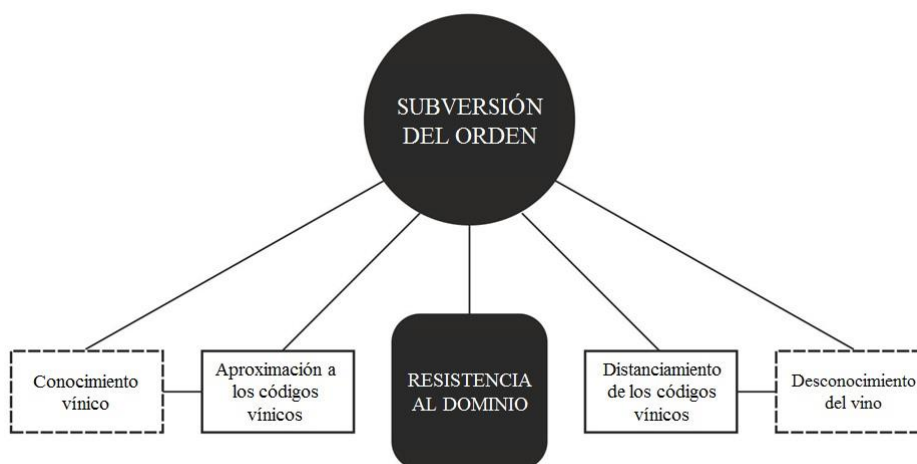 SUBVERSIÓN
DEL ORDEN
Conocimiento
vínico
Aproximación a
los códigos
vínicos
RESISTENCIA
AL DOMINIO
Distanciamiento
de los códigos
vínicos
Desconocimiento
del vino